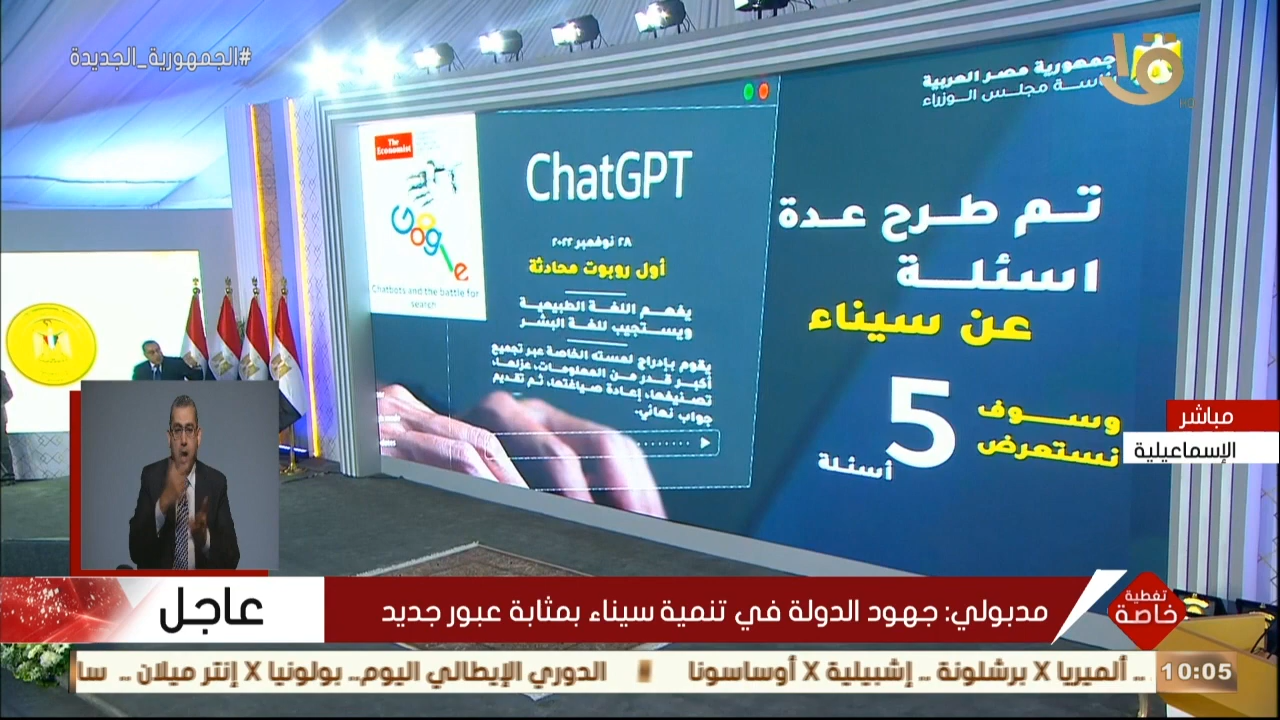 #الجمهورية_الجديدة
جمهورية مصر العربية
رئاسة مجلس الوزراء
تم طرح عدة
اسئلة
عن سيناء
وسوف
نستعرض
5
أسئلة
The
Economist
Google
Chatbots and the battle for
search
ChatGPT
٢٨ نوفمبر ٢٠٢٢
أول روبوت محادثة
يفهم اللغة الطبيعية
ويستجيب للغة البشر
يقوم بإدراج لمسته الخاصة عبر تجميع
أكبر قدر من المعلومات، عزلها،
تصنيفها، إعادة صياغتها، ثم تقديم
جواب نهائي.
مباشر
الإسماعيلية
تغطية
خاصة
مدبولي: جهود الدولة في تنمية سيناء بمثابة عبور جديد
عاجل
10:05
.. ألميريا X برشلونة .. إشبيلية X أوساسونا
الدوري الإيطالي اليوم.. بولونيا X إنتر ميلان .. سا